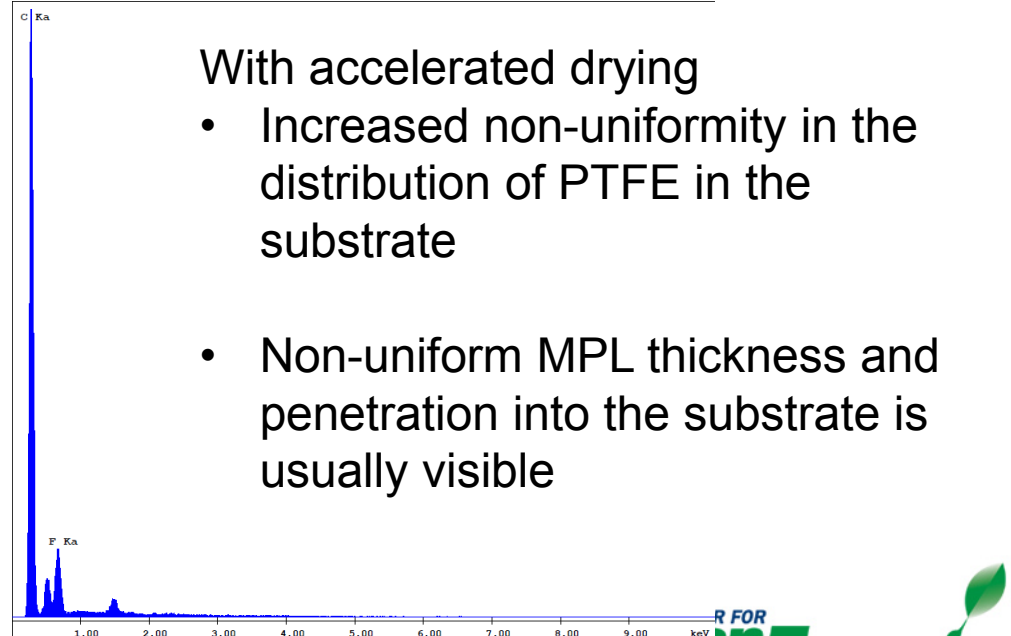 C Ka
With accelerated drying
• Increased non-uniformity in the
distribution of PTFE in the
substrate
• Non-uniform MPL thickness and
penetration into the substrate is
usually visible
F Ka
1.00 2.00 3.00 4.00 5.00 6.00 7.00 8.00 9.00 keV
R FOR